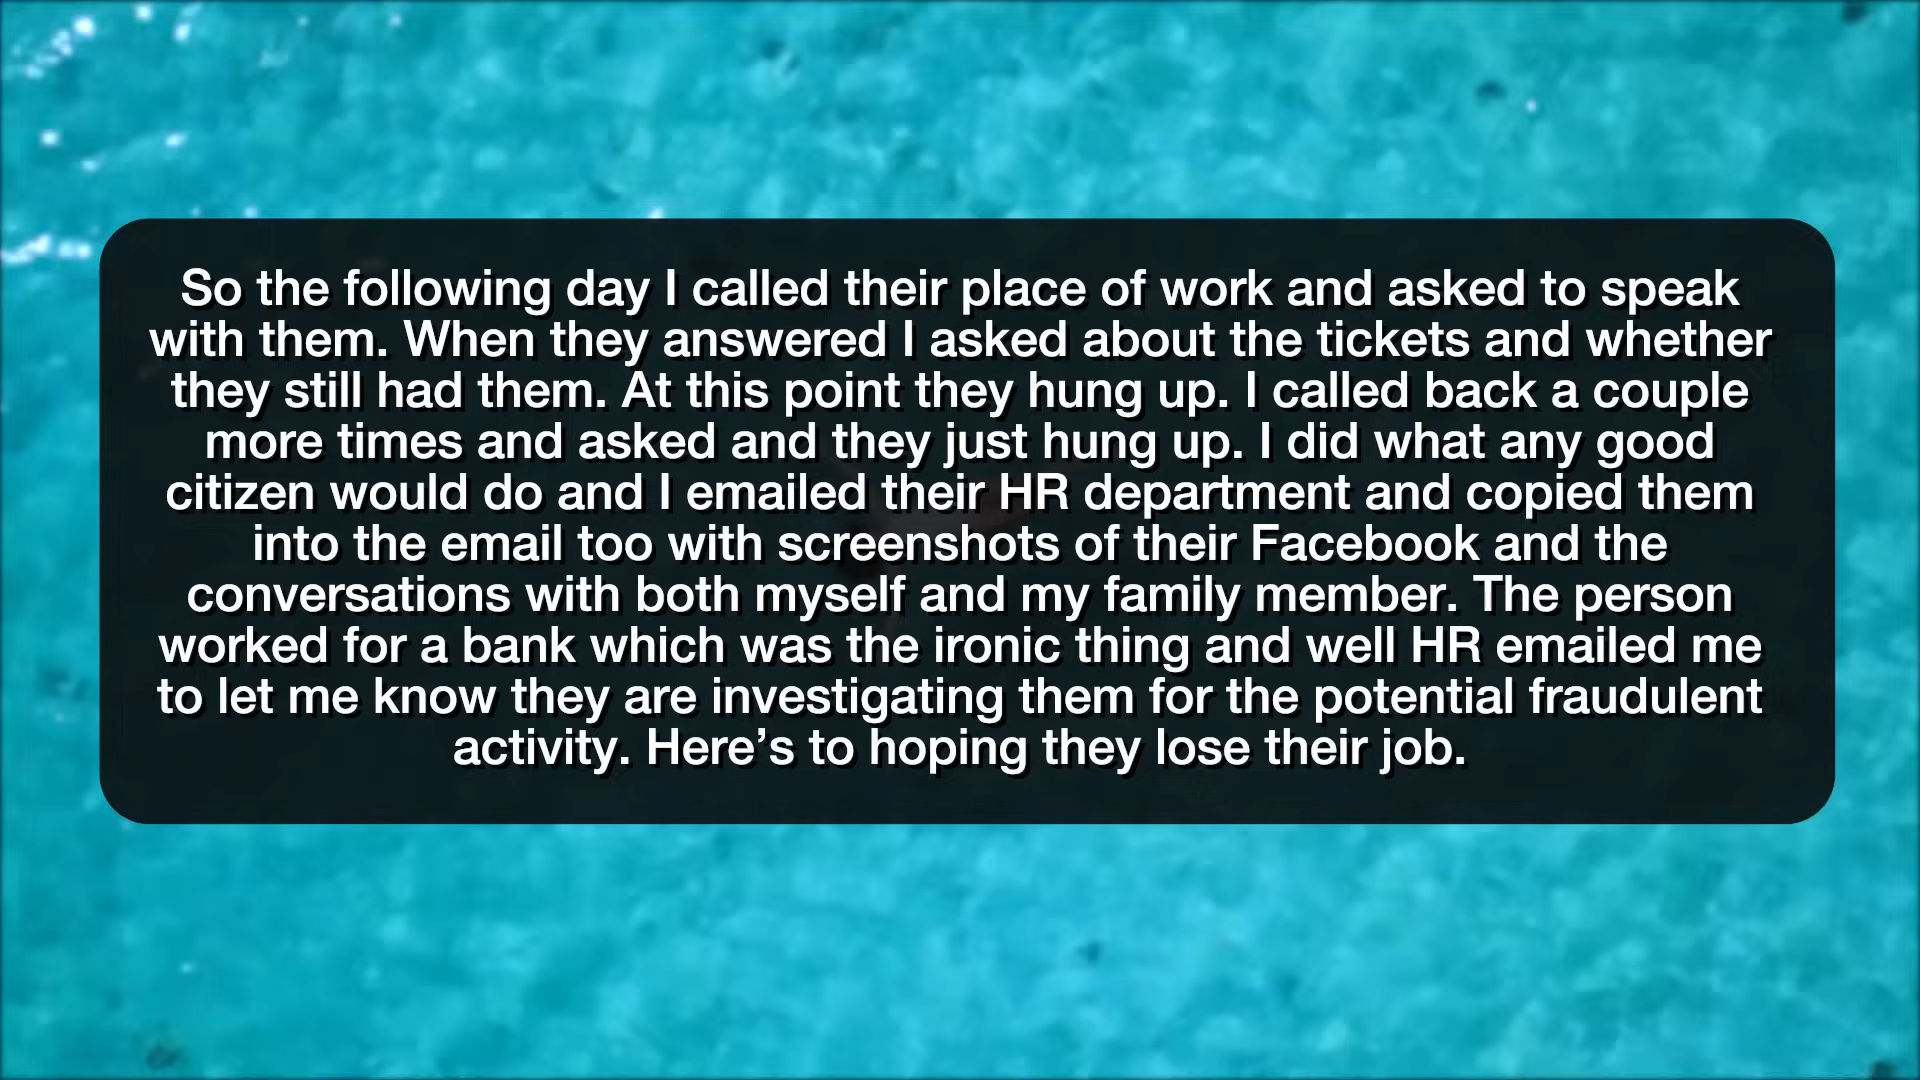 So the following day I called their place of work and asked to speak
with them. When they answered I asked about the tickets and whether
they still had them. At this point they hung up. I called back a couple
more times and asked and they just hung up. I did what any good
citizen would do and I emailed their HR department and copied them
into the email too with screenshots of their Facebook and the
conversations with both myself and my family member. The person
worked for a bank which was the ironic thing and well HR emailed me
to let me know they are investigating them for the potential fraudulent
activity. Here’s to hoping they lose their job.